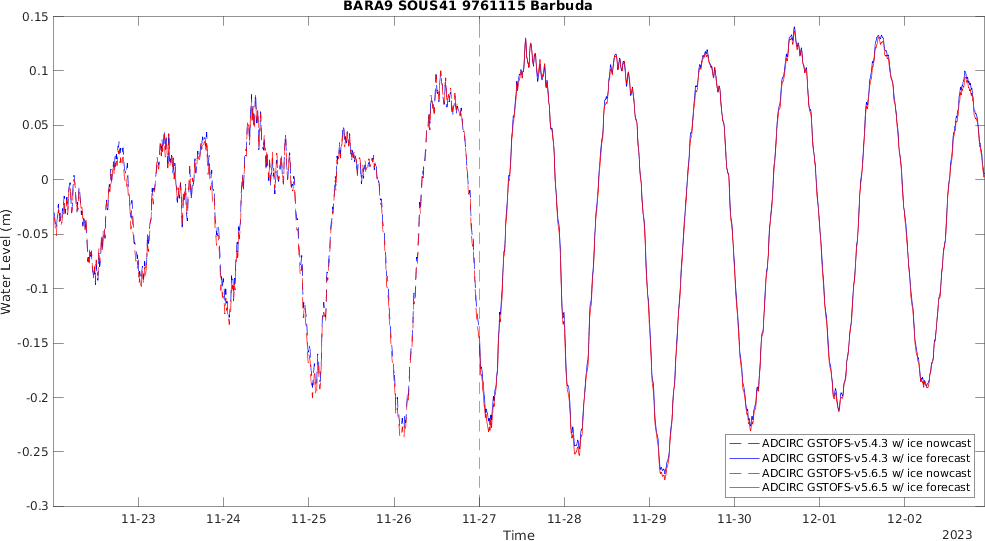 BARA9 SOUS41 9761115 Barbuda
0.15
0.1
0.05
0
-0.05
-0.1
-0.15
-0.2
-0.25
-0.3
Water Level (m)
ADCIRC GSTOFS-v5.4.3 w/ ice nowcast
ADCIRC GSTOFS-v5.4.3 w/ ice forecast
ADCIRC GSTOFS-v5.6.5 w/ ice nowcast
ADCIRC GSTOFS-v5.6.5 w/ ice forecast
11-23 11-24 11-25 11-26 11-27 11-28 11-29 11-30 12-01 12-02
Time
2023